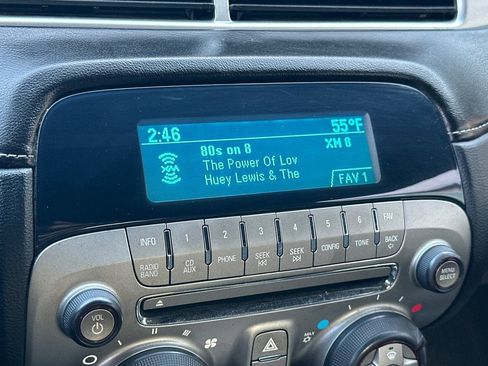 2:46 55°F
80s on 8 XM 8
XM The Power Of Lov
Huey Lewis & The FAV 1
INFO 1 2 3 4 5 6 FAV
RADIO BAND CD AUX PHONE SEEK SEEK CONFIG TONE BACK
VOL
MENU SELECT
MAX